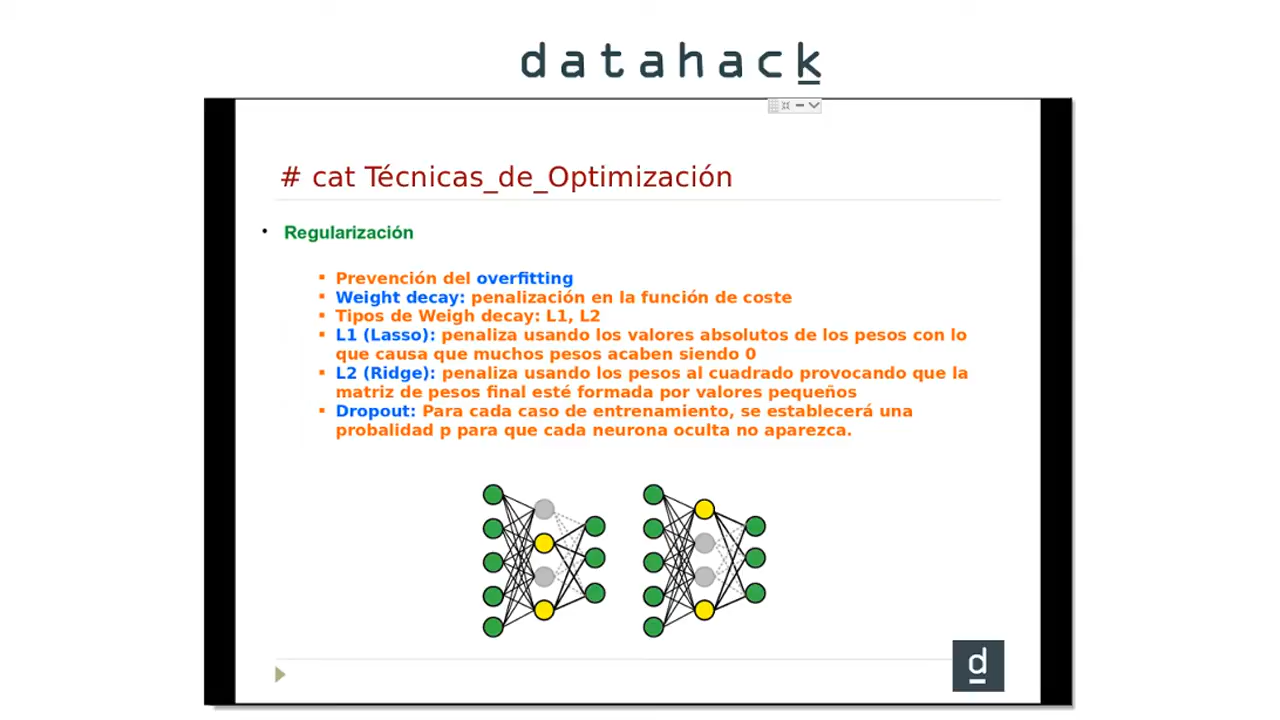 datahack
# cat Técnicas_de_Optimización
• Regularización
▪ Prevención del overfitting
▪ Weight decay: penalización en la función de coste
▪ Tipos de Weigh decay: L1, L2
▪ L1 (Lasso): penaliza usando los valores absolutos de los pesos con lo
que causa que muchos pesos acaben siendo 0
▪ L2 (Ridge): penaliza usando los pesos al cuadrado provocando que la
matriz de pesos final esté formada por valores pequeños
▪ Dropout: Para cada caso de entrenamiento, se establecerá una
probalidad p para que cada neurona oculta no aparezca.
d